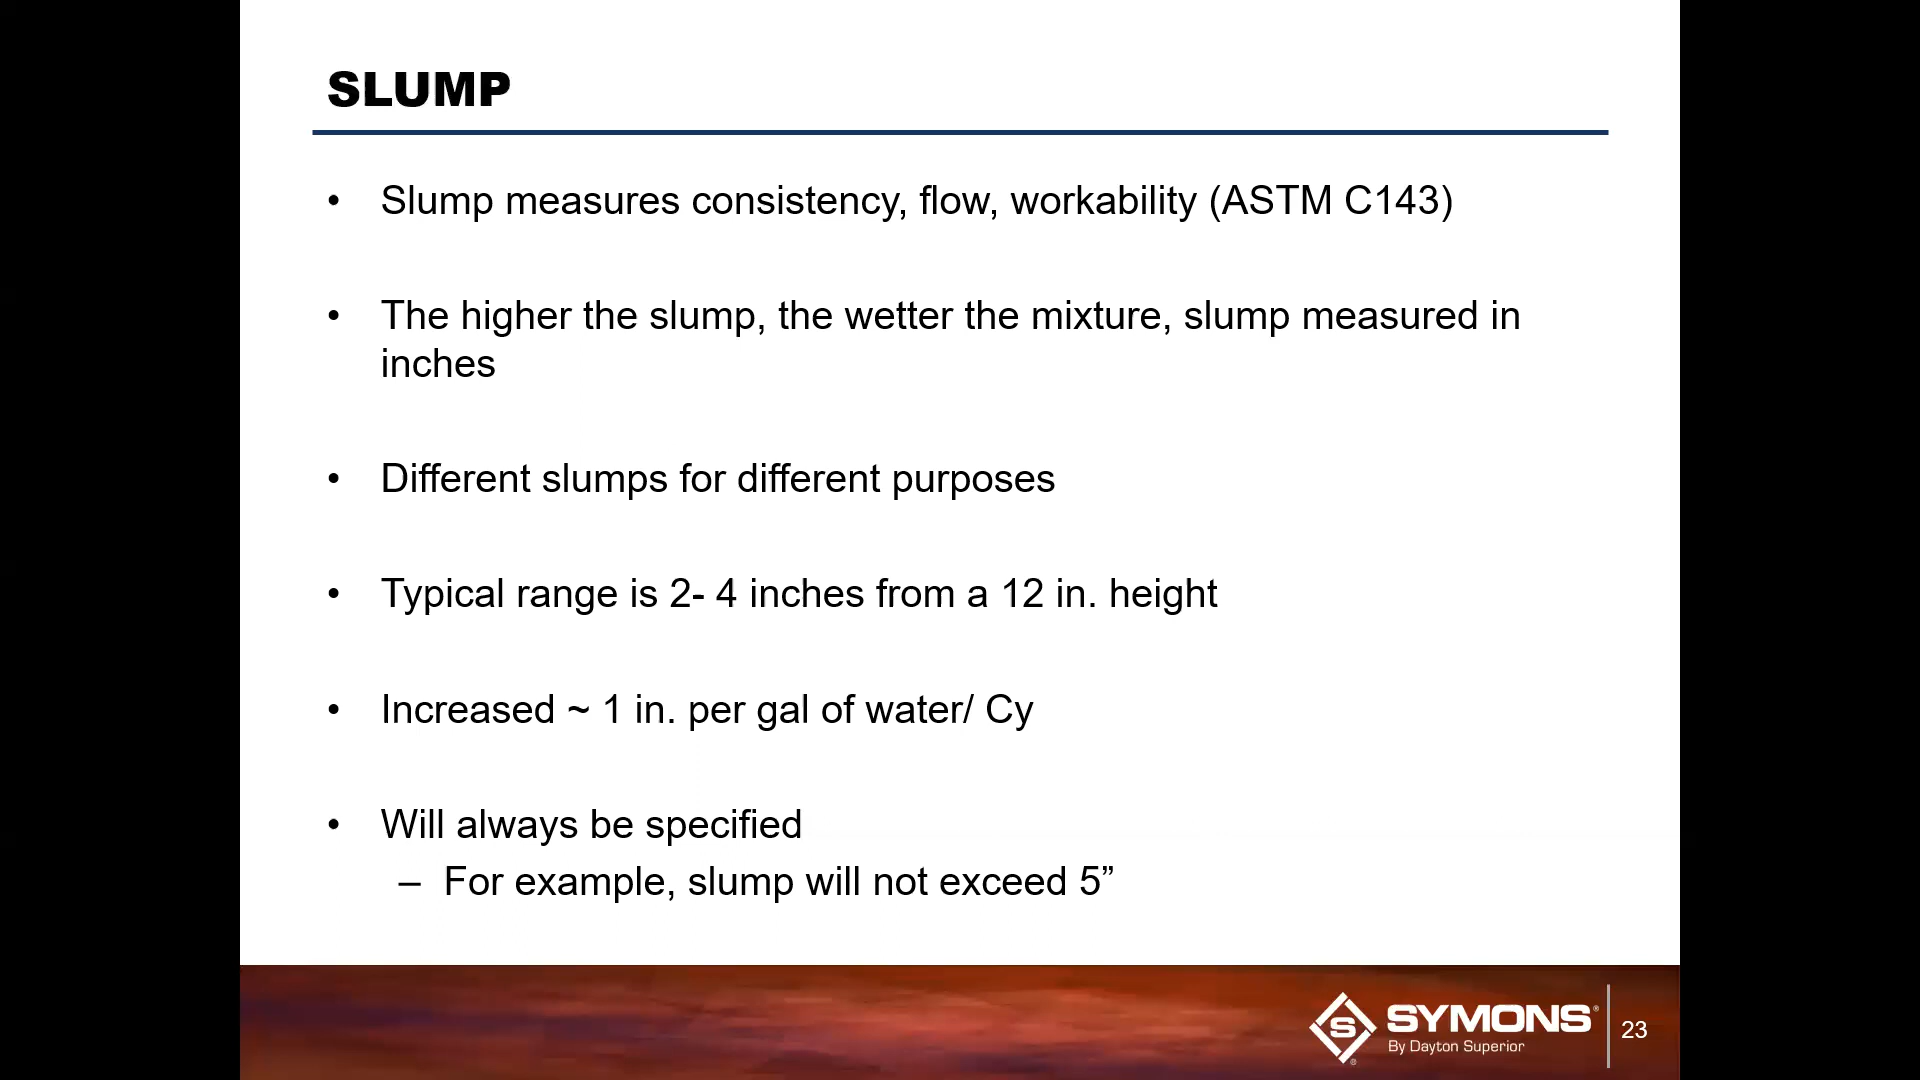 SLUMP
• Slump measures consistency, flow, workability (ASTM C143)
• The higher the slump, the wetter the mixture, slump measured in
inches
• Different slumps for different purposes
• Typical range is 2- 4 inches from a 12 in. height
• Increased ~ 1 in. per gal of water/ Cy
• Will always be specified
– For example, slump will not exceed 5”
S SYMONS®
By Dayton Superior
®
23